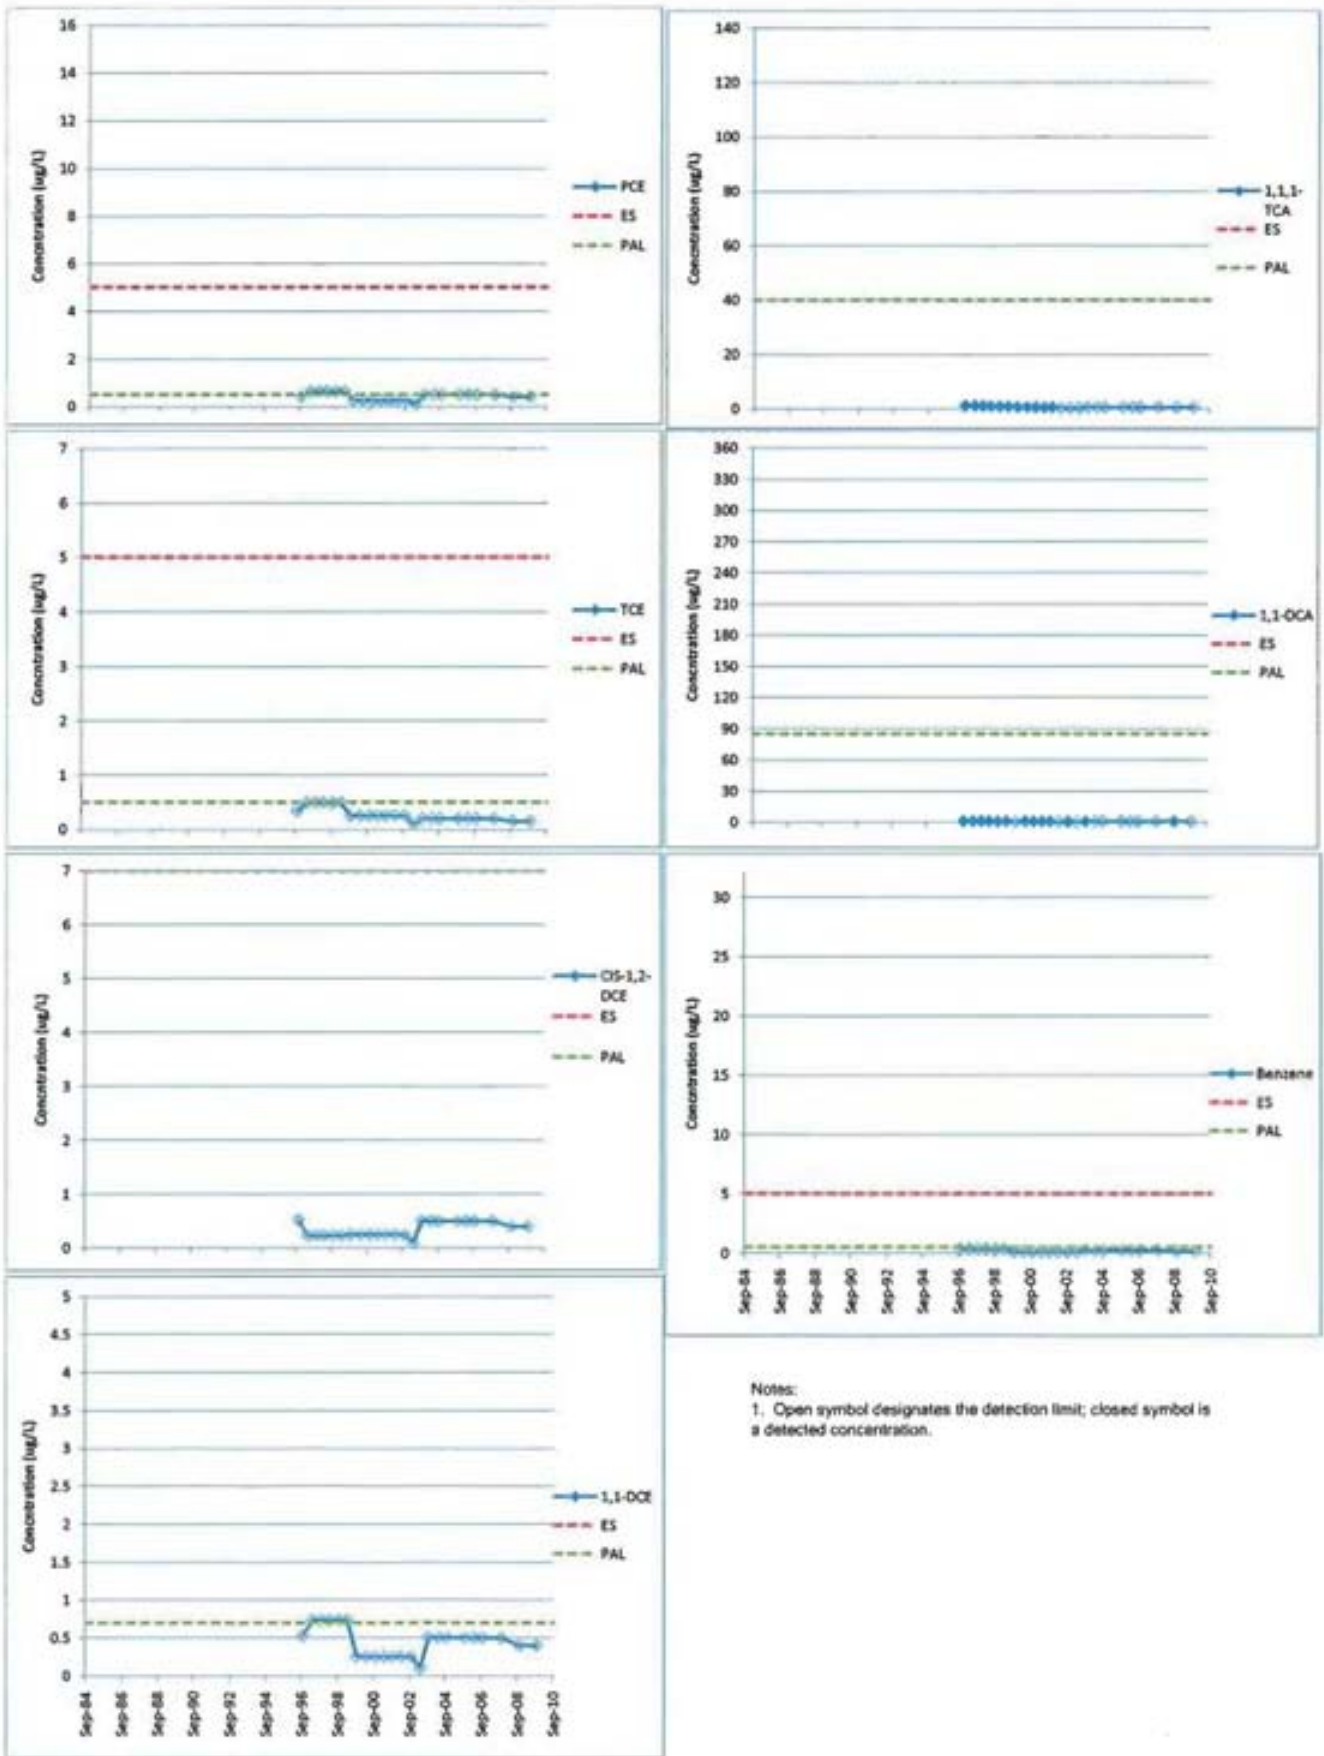 16
14
12
10
8
6
4
2
0
Concntration (ug/L)
PCE
ES
PAL
140
120
100
80
60
40
20
0
Concntration (ug/L)
1,1,1-
TCA
ES
PAL
7
6
5
4
3
2
1
0
Concntration (ug/L)
TCE
ES
PAL
360
330
300
270
240
210
180
150
120
90
60
30
0
Concntration (ug/L)
1,1-DCA
ES
PAL
7
6
5
4
3
2
1
0
Concntration (ug/L)
CIS-1,2-
DCE
ES
PAL
30
25
20
15
10
5
0
Concntration (ug/L)
Benzene
ES
PAL
Sep-84
Sep-86
Sep-88
Sep-90
Sep-92
Sep-94
Sep-96
Sep-98
Sep-00
Sep-02
Sep-04
Sep-06
Sep-08
Sep-10
5
4.5
4
3.5
3
2.5
2
1.5
1
0.5
0
Concntration (ug/L)
1,1-DCE
ES
PAL
Sep-84
Sep-86
Sep-88
Sep-90
Sep-92
Sep-94
Sep-96
Sep-98
Sep-00
Sep-02
Sep-04
Sep-06
Sep-08
Sep-10
Notes:
1. Open symbol designates the detection limit; closed symbol is
a detected concentration.